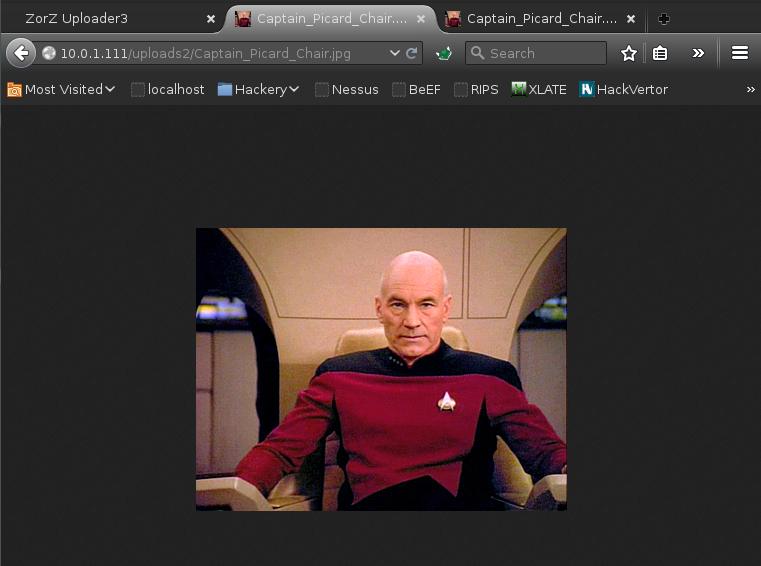 ZorZ Uploader3 Captain_Picard_Chair.... Captain_Picard_Chair....
10.0.1.111/uploads2/Captain_Picard_Chair.jpg Search
Most Visited localhost Hackery Nessus BeEF RIPS XLATE HackVertor